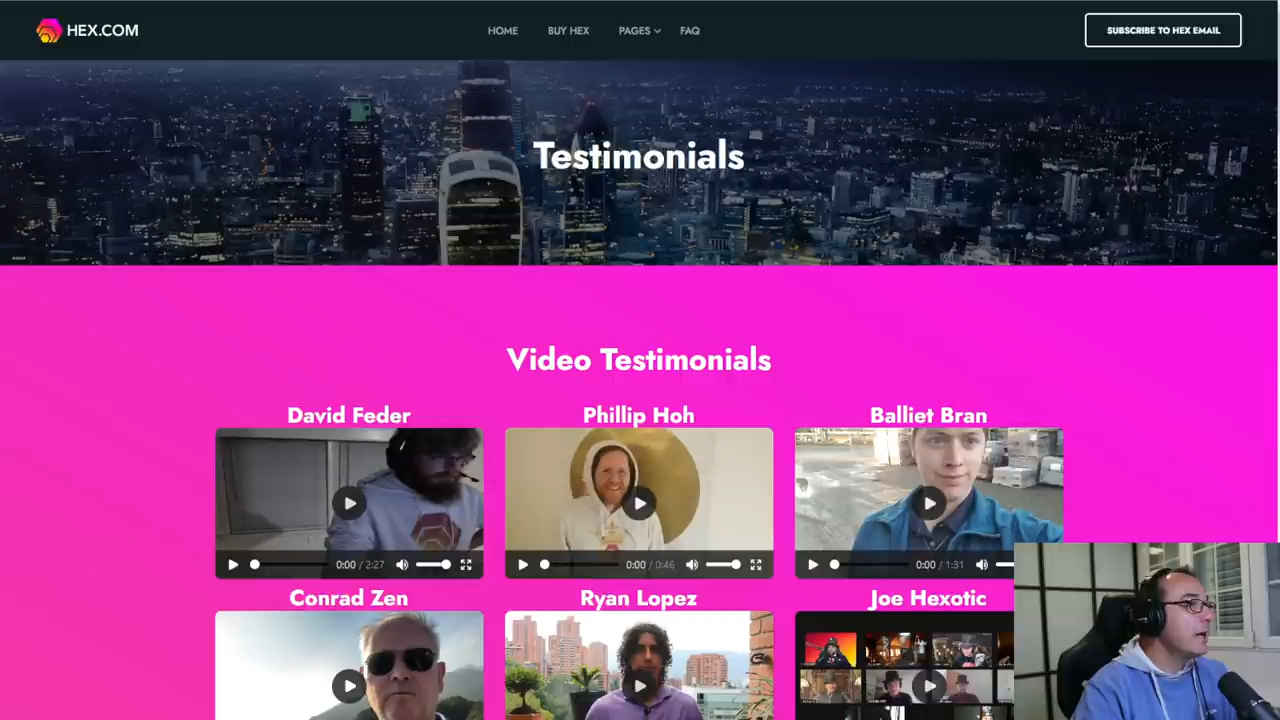 HEX.COM
HOME BUY HEX PAGES FAQ
SUBSCRIBE TO HEX EMAIL
Testimonials
Video Testimonials
David Feder Phillip Hoh Balliet Bran
0:00 / 2:27 0:00 / 0:46 0:00 / 1:31
Conrad Zen Ryan Lopez Joe Hexotic